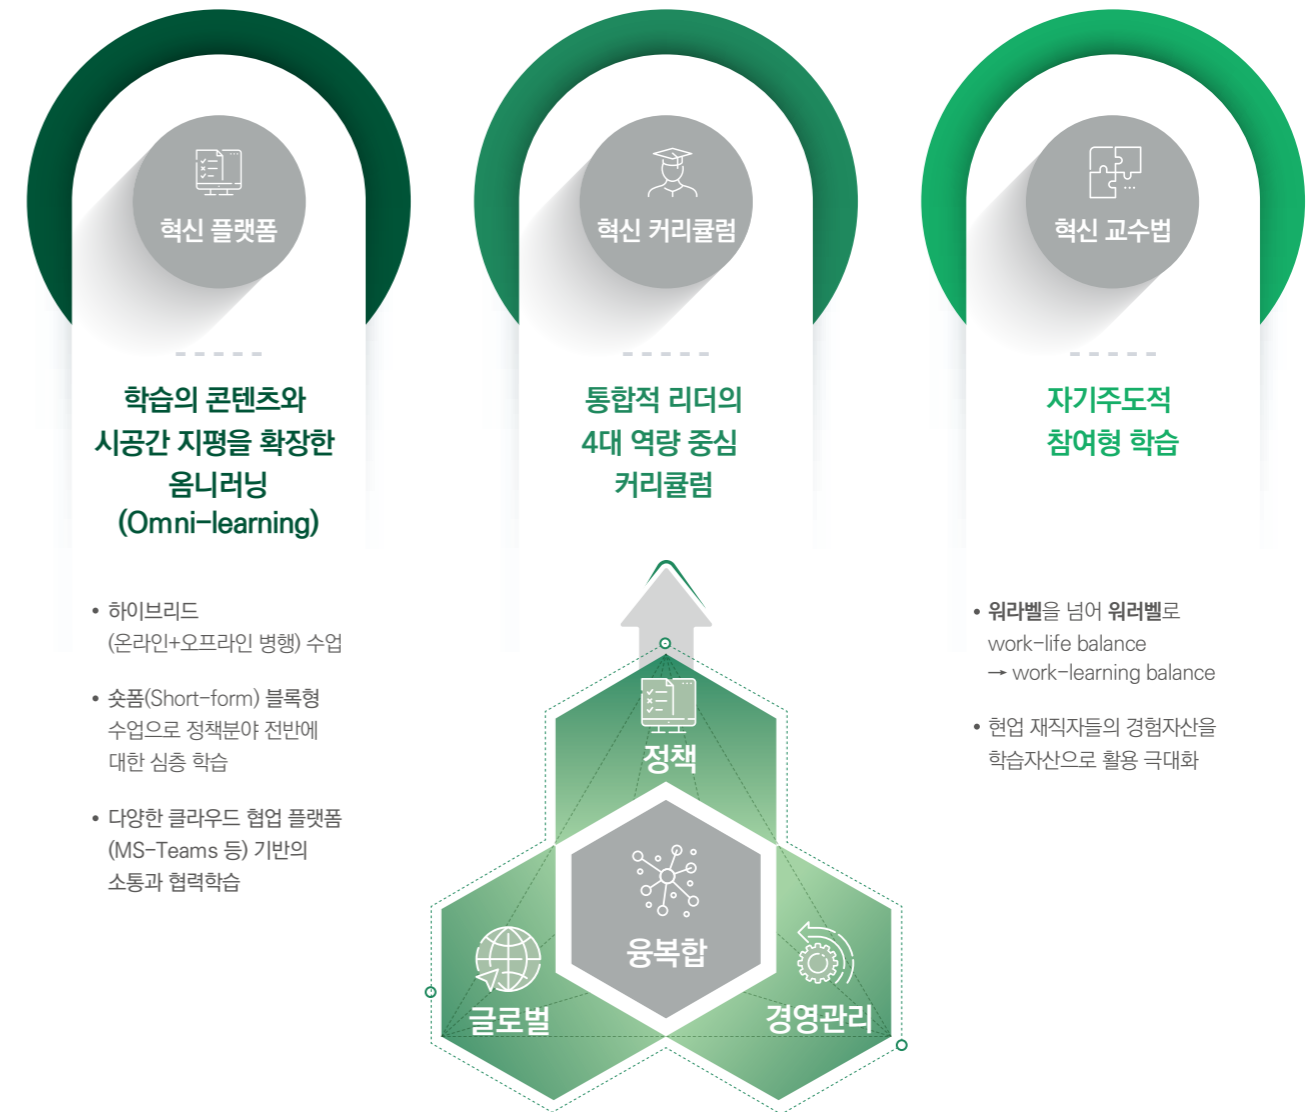 혁신 플랫폼
학습의 콘텐츠와
시공간 지평을 확장한
옴니러닝
(Omni-learning)
• 하이브리드
(온라인+오프라인 병행) 수업
• 숏폼(Short-form) 블록형
수업으로 정책분야 전반에
대한 심층 학습
• 다양한 클라우드 협업 플랫폼
(MS-Teams 등) 기반의
소통과 협력학습
혁신 커리큘럼
통합적 리더의
4대 역량 중심
커리큘럼
정책
융복합
글로벌
경영관리
혁신 교수법
자기주도적
참여형 학습
• 워라벨을 넘어 워러벨로
work-life balance
→ work-learning balance
• 현업 재직자들의 경험자산을
학습자산으로 활용 극대화